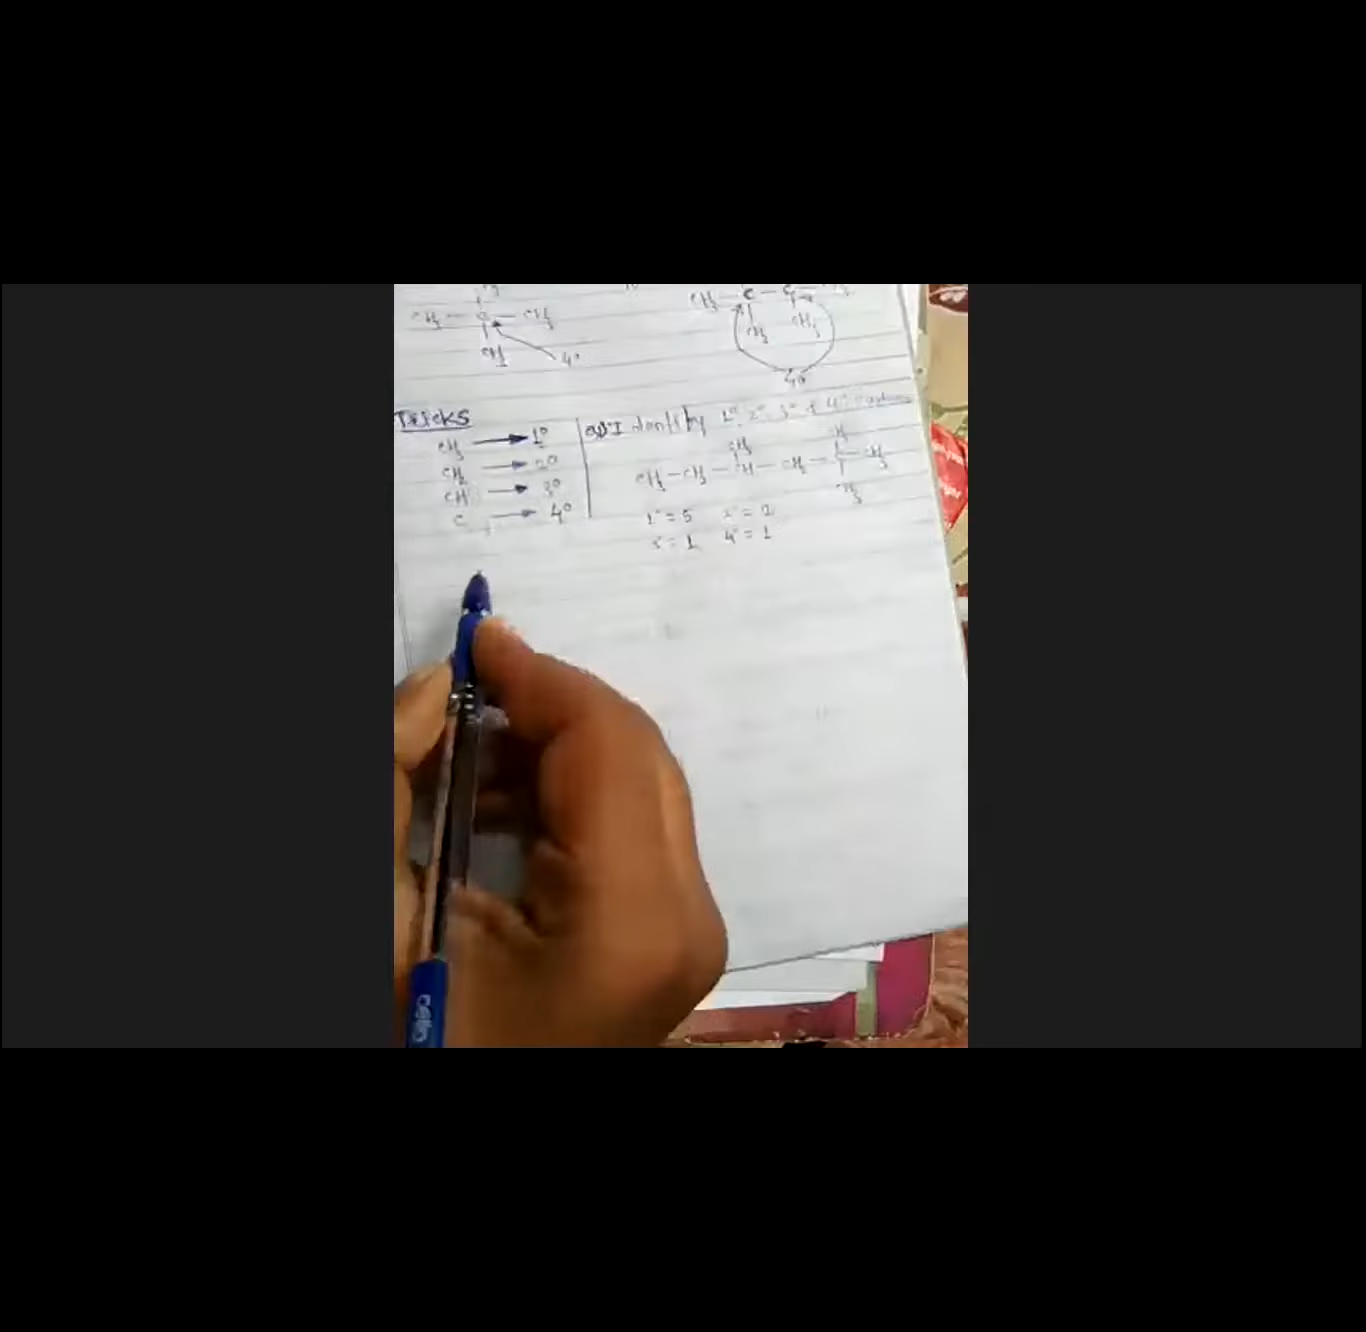 CH3 — C — CH3
CH3
4°
CH3 — C — C —
CH3 CH3
4°
Tricks
CH3 → 1°
CH2 → 2°
CH → 3°
C → 4°
Q1) Identify 1°, 2°, 3° & 4°
CH3
CH3 — CH2 — CH — CH2 — C — CH3
CH3
1° = 5 2° = 2
3° = 1 4° = 1
cello